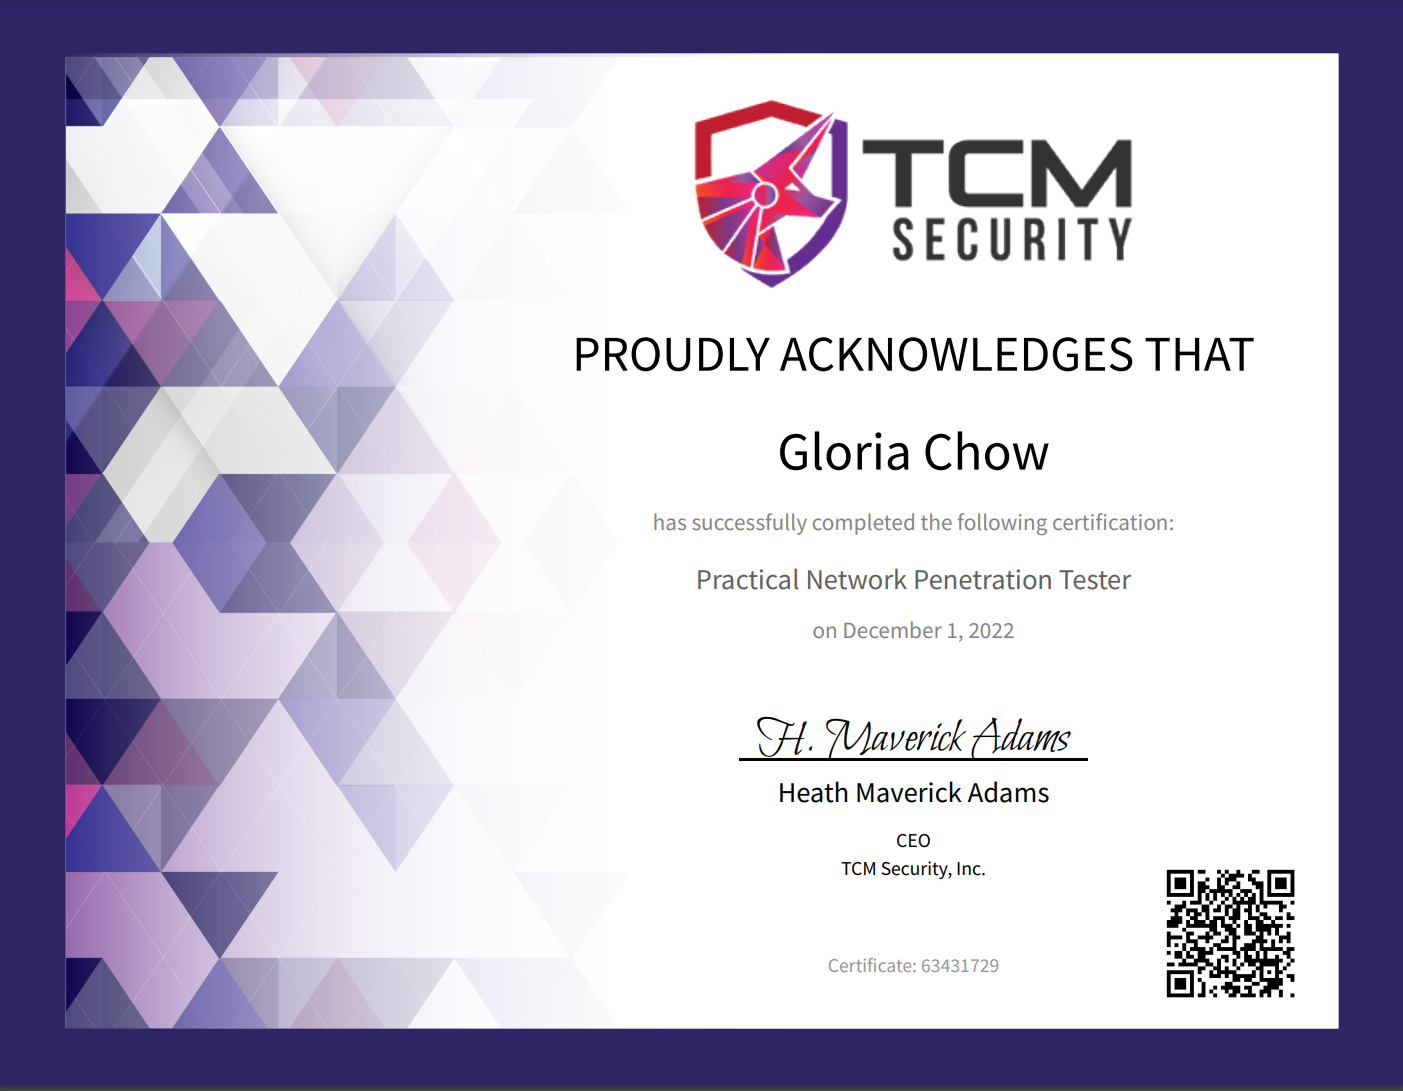 TCM
SECURITY
PROUDLY ACKNOWLEDGES THAT
Gloria Chow
has successfully completed the following certification:
Practical Network Penetration Tester
on December 1, 2022
H. Maverick Adams
Heath Maverick Adams
CEO
TCM Security, Inc.
Certificate: 63431729